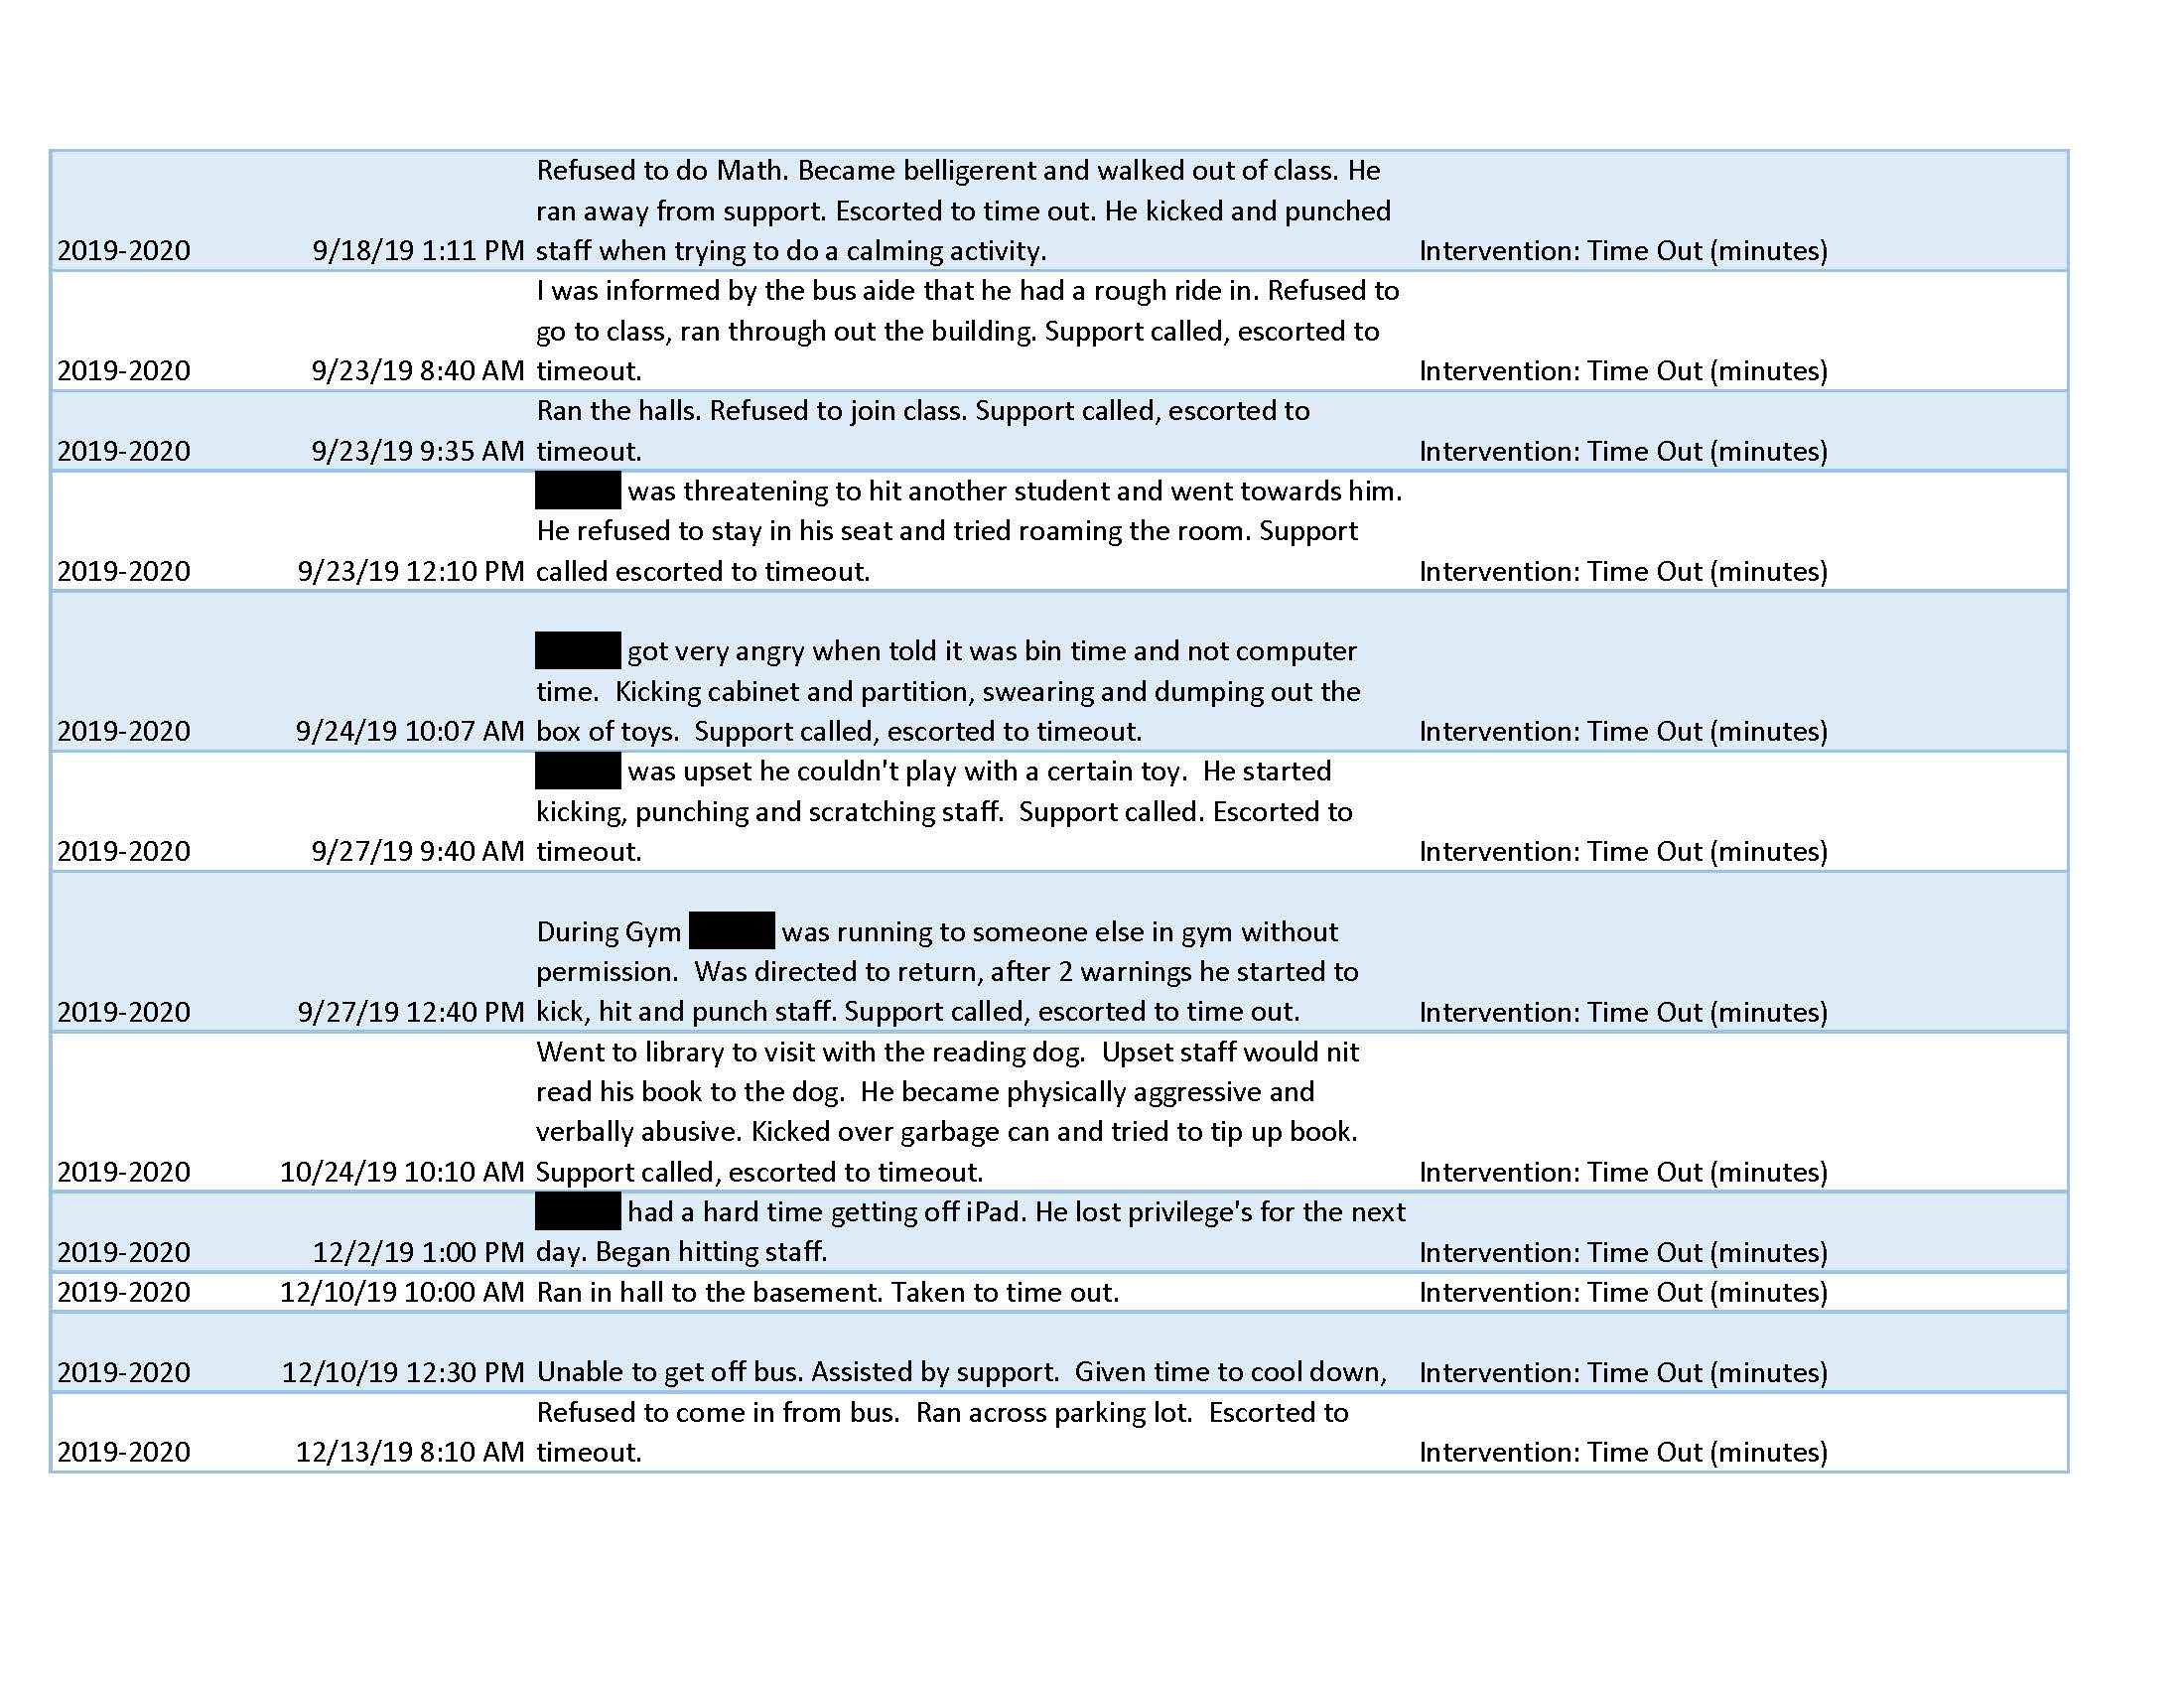 Refused to do Math. Became belligerent and walked out of class. He
ran away from support. Escorted to time out. He kicked and punched
2019-2020 9/18/19 1:11 PM staff when trying to do a calming activity. Intervention: Time Out (minutes)
I was informed by the bus aide that he had a rough ride in. Refused to
go to class, ran through out the building. Support called, escorted to
2019-2020 9/23/19 8:40 AM timeout. Intervention: Time Out (minutes)
Ran the halls. Refused to join class. Support called, escorted to
2019-2020 9/23/19 9:35 AM timeout. Intervention: Time Out (minutes)
was threatening to hit another student and went towards him.
He refused to stay in his seat and tried roaming the room. Support
2019-2020 9/23/19 12:10 PM called escorted to timeout. Intervention: Time Out (minutes)
got very angry when told it was bin time and not computer
time.  Kicking cabinet and partition, swearing and dumping out the
2019-2020 9/24/19 10:07 AM box of toys.  Support called, escorted to timeout. Intervention: Time Out (minutes)
was upset he couldn't play with a certain toy.  He started
kicking, punching and scratching staff.  Support called. Escorted to
2019-2020 9/27/19 9:40 AM timeout. Intervention: Time Out (minutes)
During Gym was running to someone else in gym without
permission.  Was directed to return, after 2 warnings he started to
2019-2020 9/27/19 12:40 PM kick, hit and punch staff. Support called, escorted to time out. Intervention: Time Out (minutes)
Went to library to visit with the reading dog.  Upset staff would nit
read his book to the dog.  He became physically aggressive and
verbally abusive. Kicked over garbage can and tried to tip up book.
2019-2020 10/24/19 10:10 AM Support called, escorted to timeout. Intervention: Time Out (minutes)
had a hard time getting off iPad. He lost privilege's for the next
2019-2020 12/2/19 1:00 PM day. Began hitting staff. Intervention: Time Out (minutes)
2019-2020 12/10/19 10:00 AM Ran in hall to the basement. Taken to time out. Intervention: Time Out (minutes)
2019-2020 12/10/19 12:30 PM Unable to get off bus. Assisted by support.  Given time to cool down, Intervention: Time Out (minutes)
Refused to come in from bus.  Ran across parking lot.  Escorted to
2019-2020 12/13/19 8:10 AM timeout. Intervention: Time Out (minutes)